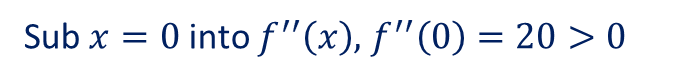 Sub x = 0 into f′′(x), f′′(0) = 20 > 0